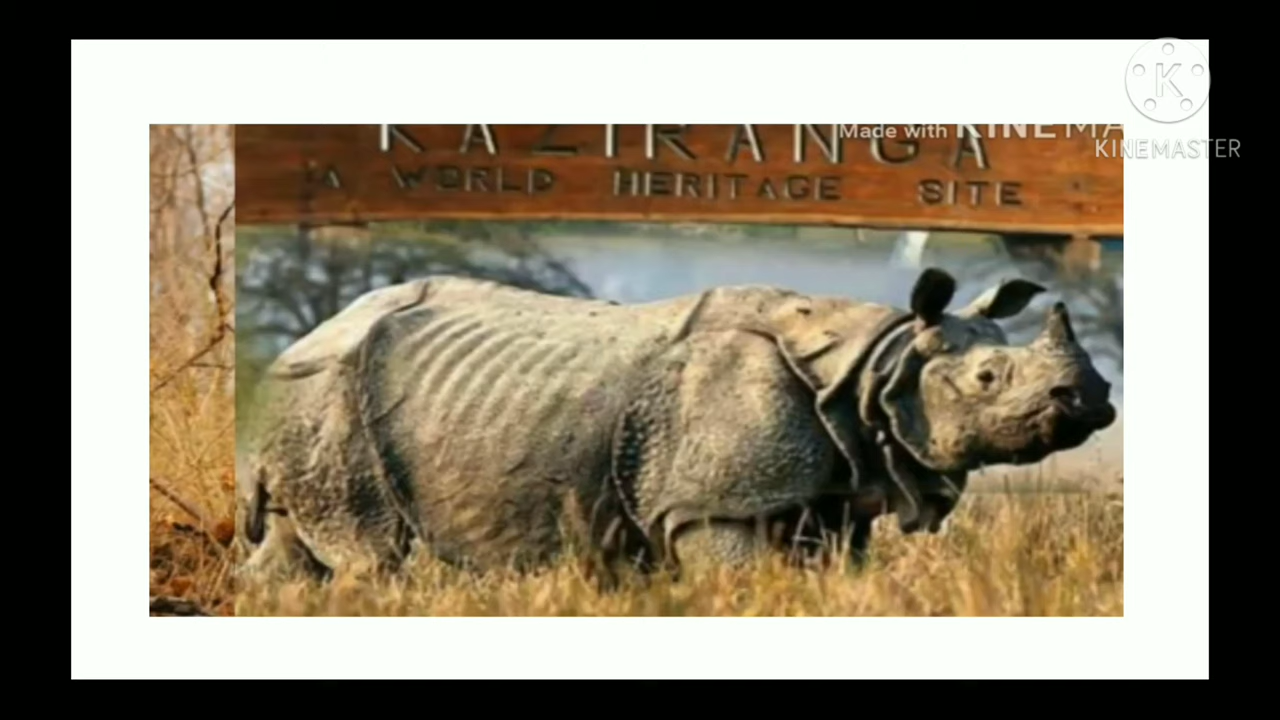 KAZIRANGA
A WORLD HERITAGE SITE
Made with KINEMA
K
KINEMASTER